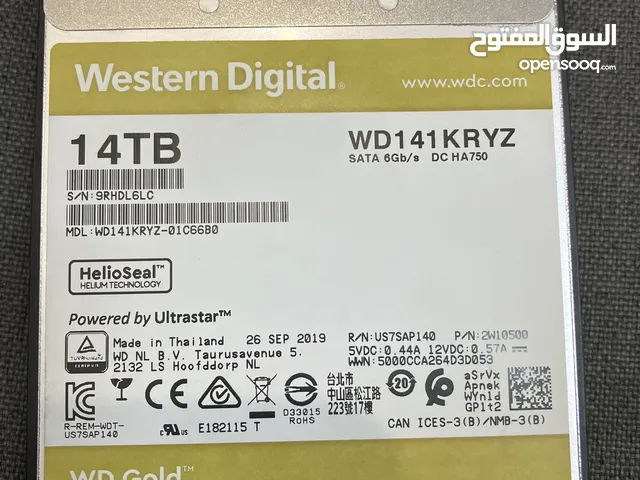 السوق المفتوح
opensooq.com
Western Digital®
www.wdc.com
14TB
WD141KRYZ
SATA 6Gb/s DC HA750
S/N: 9RHDL6LC
MDL: WD141KRYZ-01C66B0
HelioSeal™
HELIUM TECHNOLOGY
Powered by Ultrastar™
Made in Thailand 26 SEP 2019
WD NL B.V. Taurusavenue 5.
2132 LS Hoofddorp NL
R/N: US7SAP140 P/N: 2W10500
5VDC: 0.44A 12VDC: 0.57A
WWN: 5000CCA264D3D053
R-REM-WDT-
US7SAP140
E182115 T
D33015
RoHS
台北市
中山區松江路
223號17樓
20
aSrVx
Apnek
WYn1d
GP1t2
CAN ICES-3(B)/NMB-3(B)
WD Gold™